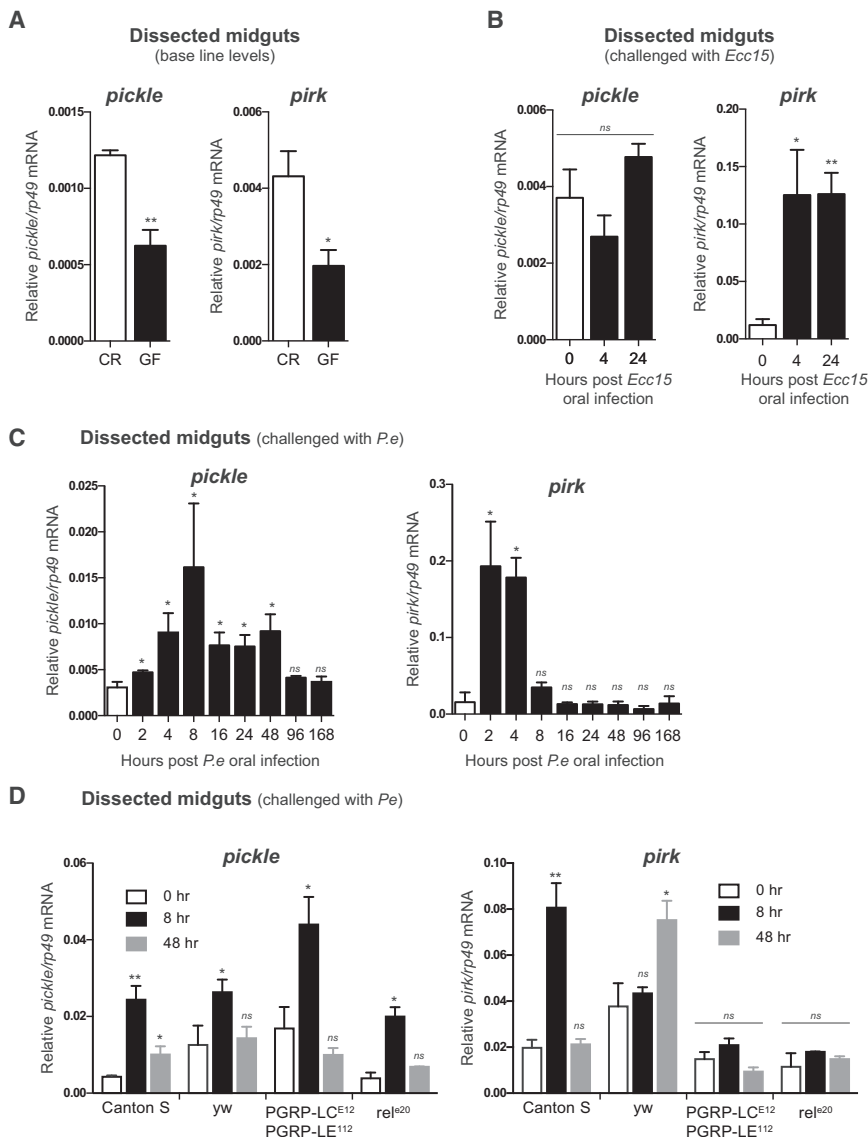 A
Dissected midguts
(base line levels)
pickle
Relative pickle/rp49 mRNA
0.0015
0.0010
0.0005
0.0000
**
CR GF
pirk
Relative pirk/rp49 mRNA
0.006
0.004
0.002
0.000
*
CR GF
B
Dissected midguts
(challenged with Ecc15)
pickle
Relative pickle/rp49 mRNA
0.006
0.004
0.002
0.000
ns
0 4 24
Hours post Ecc15
oral infection
pirk
Relative pirk/rp49 mRNA
0.20
0.15
0.10
0.05
0.00
* **
0 4 24
Hours post Ecc15
oral infection
C
Dissected midguts (challenged with P.e)
pickle
Relative pickle/rp49 mRNA
0.025
0.020
0.015
0.010
0.005
0.000
* * * * * * ns ns
0 2 4 8 16 24 48 96 168
Hours post P.e oral infection
pirk
Relative pirk/rp49 mRNA
0.3
0.2
0.1
0.0
* * ns ns ns ns ns ns
0 2 4 8 16 24 48 96 168
Hours post P.e oral infection
D
Dissected midguts (challenged with Pe)
pickle
Relative pickle/rp49 mRNA
0.06
0.04
0.02
0.00
0 hr
8 hr
48 hr
** * * ns * ns * ns
Canton S yw PGRP-LCE12 rele20
PGRP-LE112
pirk
Relative pirk/rp49 mRNA
0.10
0.08
0.06
0.04
0.02
0.00
0 hr
8 hr
48 hr
** ns ns * ns ns
Canton S yw PGRP-LCE12 rele20
PGRP-LE112